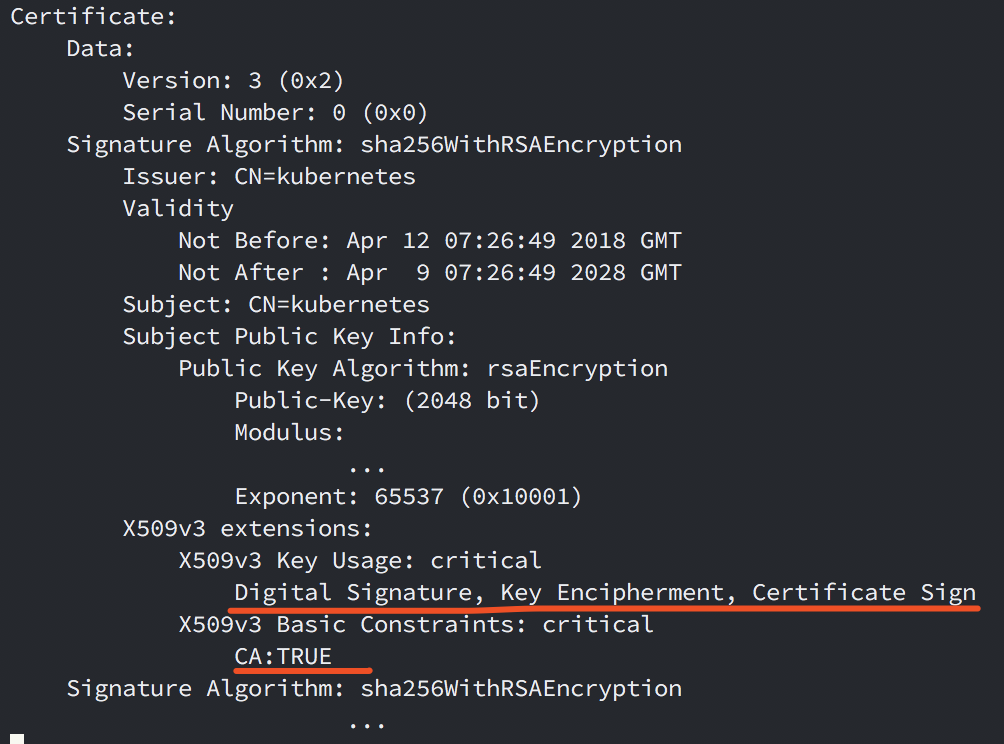 Certificate:
Data:
Version: 3 (0x2)
Serial Number: 0 (0x0)
Signature Algorithm: sha256WithRSAEncryption
Issuer: CN=kubernetes
Validity
Not Before: Apr 12 07:26:49 2018 GMT
Not After : Apr  9 07:26:49 2028 GMT
Subject: CN=kubernetes
Subject Public Key Info:
Public Key Algorithm: rsaEncryption
Public-Key: (2048 bit)
Modulus:
...
Exponent: 65537 (0x10001)
X509v3 extensions:
X509v3 Key Usage: critical
Digital Signature, Key Encipherment, Certificate Sign
X509v3 Basic Constraints: critical
CA:TRUE
Signature Algorithm: sha256WithRSAEncryption
...